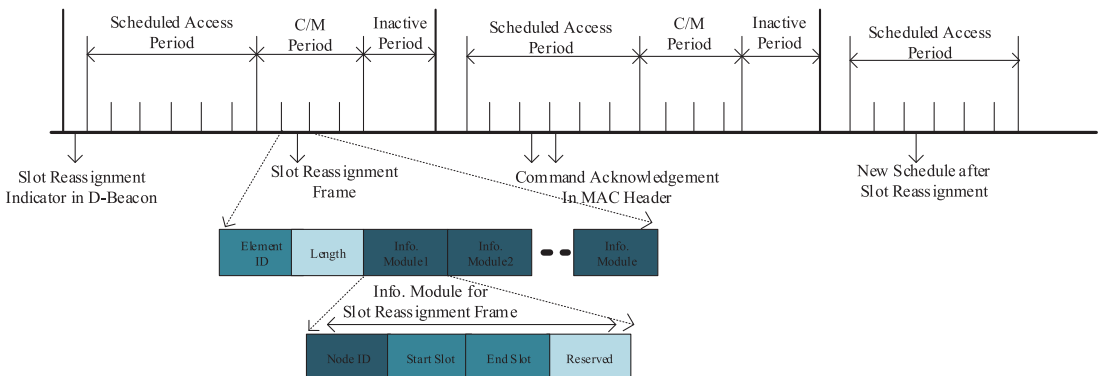 Scheduled Access
Period
C/M
Period
Inactive
Period
Scheduled Access
Period
C/M
Period
Inactive
Period
Scheduled Access
Period
Slot Reassignment
Indicator in D-Beacon
Slot Reassignment
Frame
Command Acknowledgement
In MAC Header
New Schedule after
Slot Reassignment
Element
ID
Length
Info.
Module1
Info.
Module2
Info.
Module
Info. Module for
Slot Reassignment Frame
Node ID
Start Slot
End Slot
Reserved